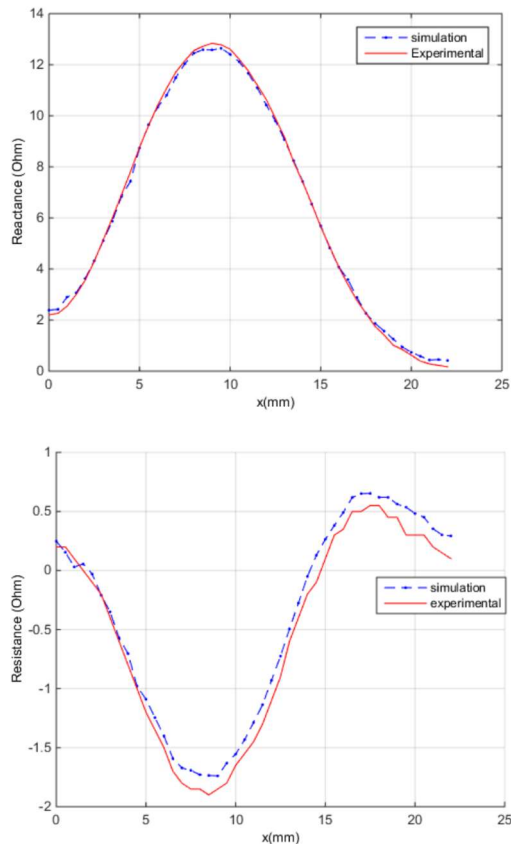 14
12
10
8
6
4
2
0
Reactance (Ohm)
simulation
Experimental
0 5 10 15 20 25
x(mm)
1
0.5
0
-0.5
-1
-1.5
-2
Resistance (Ohm)
simulation
experimental
0 5 10 15 20 25
x(mm)